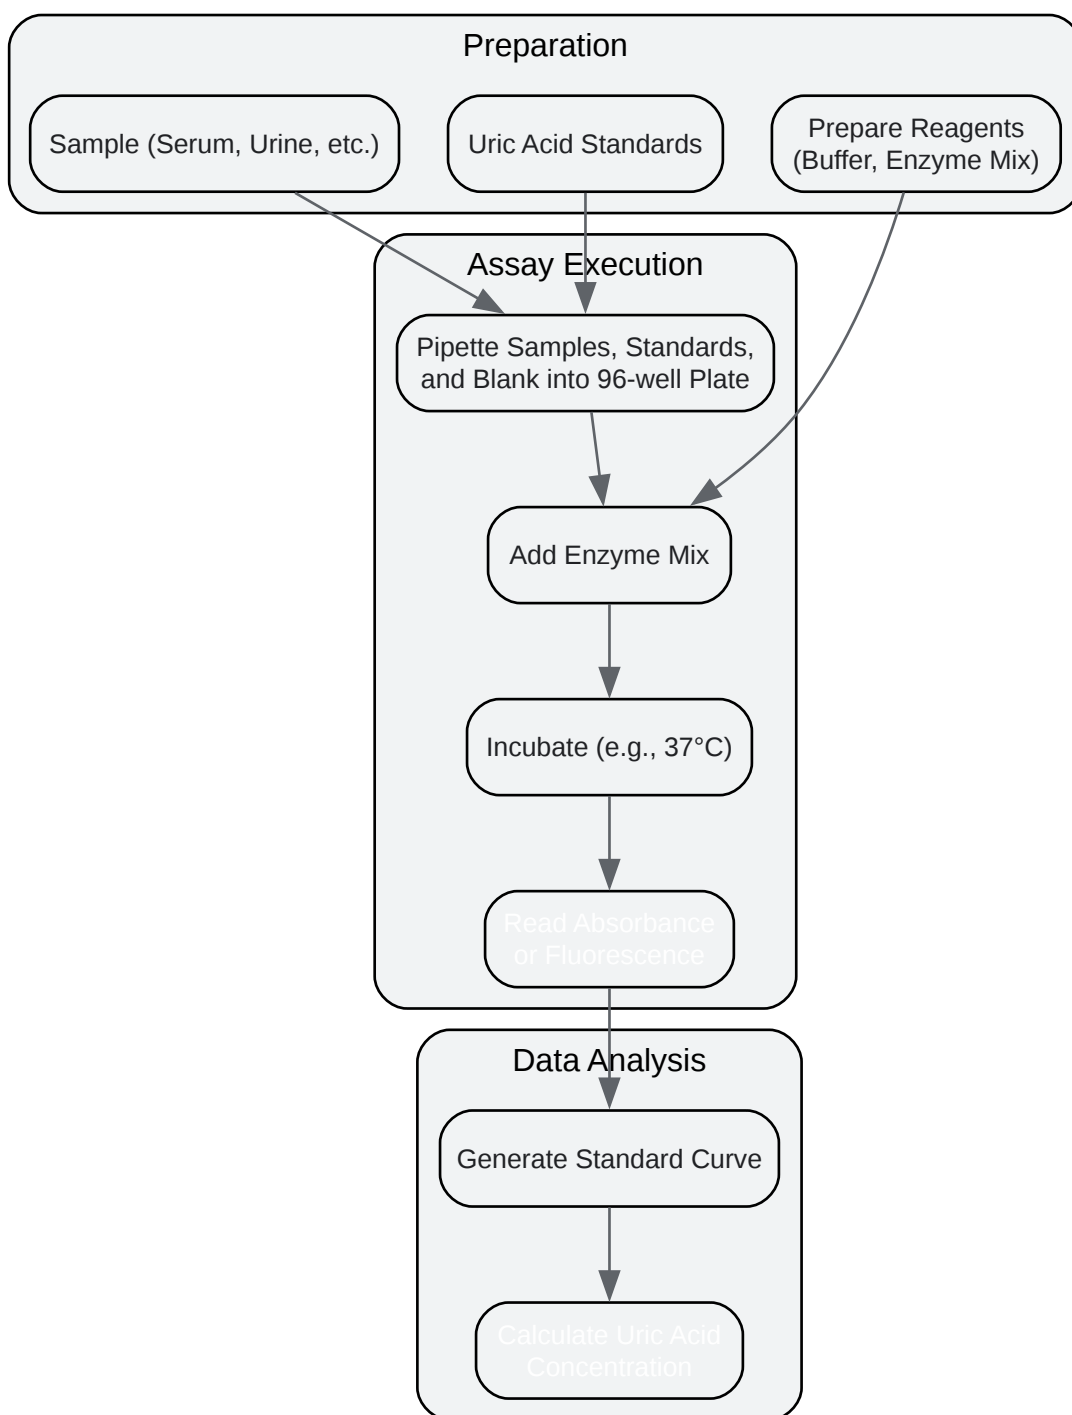 Preparation
Sample (Serum, Urine, etc.)
Uric Acid Standards
Prepare Reagents
(Buffer, Enzyme Mix)
Assay Execution
Pipette Samples, Standards,
and Blank into 96-well Plate
Add Enzyme Mix
Incubate (e.g., 37°C)
Read Absorbance
or Fluorescence
Data Analysis
Generate Standard Curve
Calculate Uric Acid
Concentration